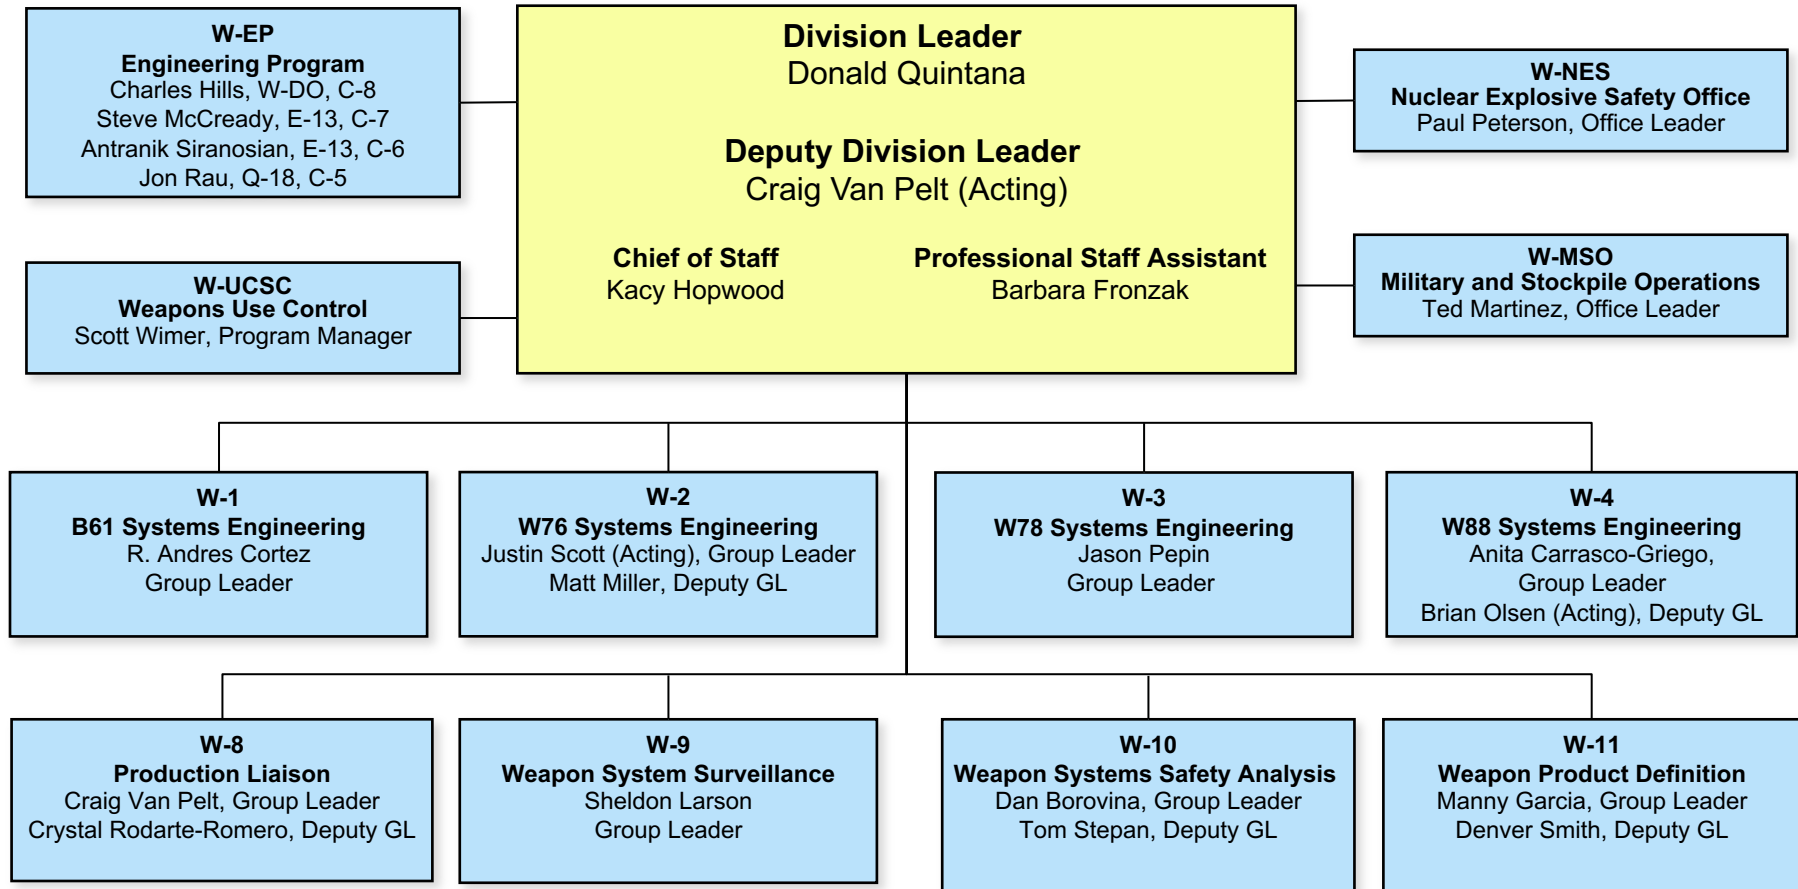 W-EP
Engineering Program
Charles Hills, W-DO, C-8
Steve McCready, E-13, C-7
Antranik Siranosian, E-13, C-6
Jon Rau, Q-18, C-5
W-UCSC
Weapons Use Control
Scott Wimer, Program Manager
Division Leader
Donald Quintana
Deputy Division Leader
Craig Van Pelt (Acting)
Chief of Staff
Kacy Hopwood
Professional Staff Assistant
Barbara Fronzak
W-NES
Nuclear Explosive Safety Office
Paul Peterson, Office Leader
W-MSO
Military and Stockpile Operations
Ted Martinez, Office Leader
W-1
B61 Systems Engineering
R. Andres Cortez
Group Leader
W-2
W76 Systems Engineering
Justin Scott (Acting), Group Leader
Matt Miller, Deputy GL
W-3
W78 Systems Engineering
Jason Pepin
Group Leader
W-4
W88 Systems Engineering
Anita Carrasco-Griego,
Group Leader
Brian Olsen (Acting), Deputy GL
W-8
Production Liaison
Craig Van Pelt, Group Leader
Crystal Rodarte-Romero, Deputy GL
W-9
Weapon System Surveillance
Sheldon Larson
Group Leader
W-10
Weapon Systems Safety Analysis
Dan Borovina, Group Leader
Tom Stepan, Deputy GL
W-11
Weapon Product Definition
Manny Garcia, Group Leader
Denver Smith, Deputy GL